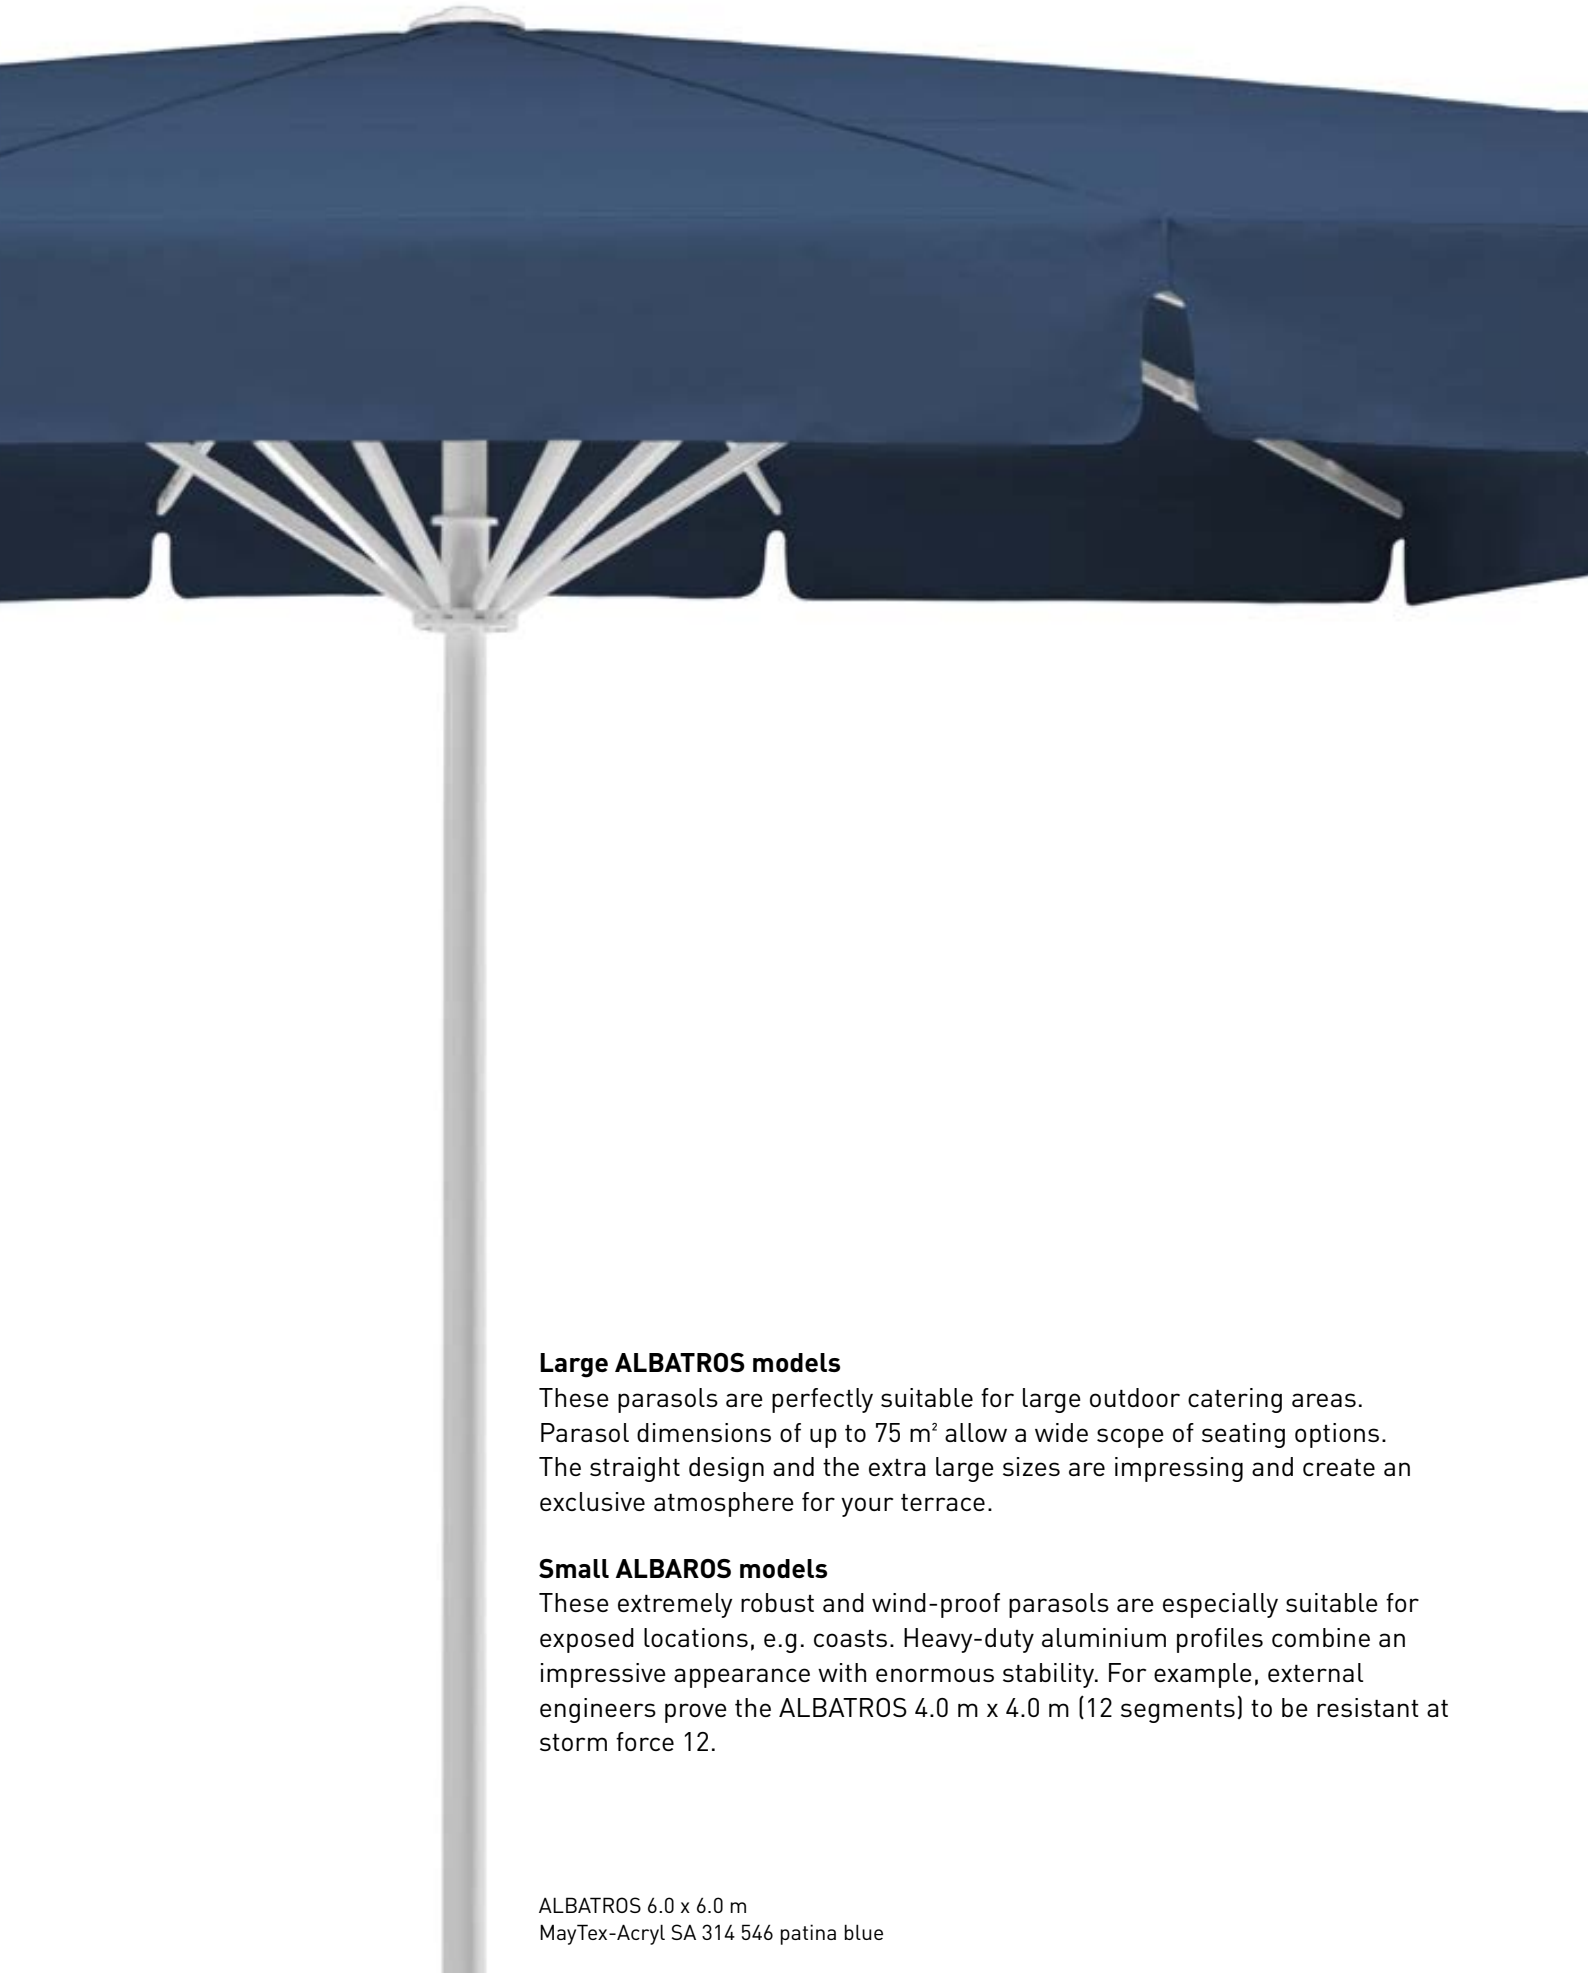 Large ALBATROS models
These parasols are perfectly suitable for large outdoor catering areas.
Parasol dimensions of up to 75 m² allow a wide scope of seating options.
The straight design and the extra large sizes are impressing and create an
exclusive atmosphere for your terrace.
Small ALBAROS models
These extremely robust and wind-proof parasols are especially suitable for
exposed locations, e.g. coasts. Heavy-duty aluminium profiles combine an
impressive appearance with enormous stability. For example, external
engineers prove the ALBATROS 4.0 m x 4.0 m (12 segments) to be resistant at
storm force 12.
ALBATROS 6.0 x 6.0 m
MayTex-Acryl SA 314 546 patina blue